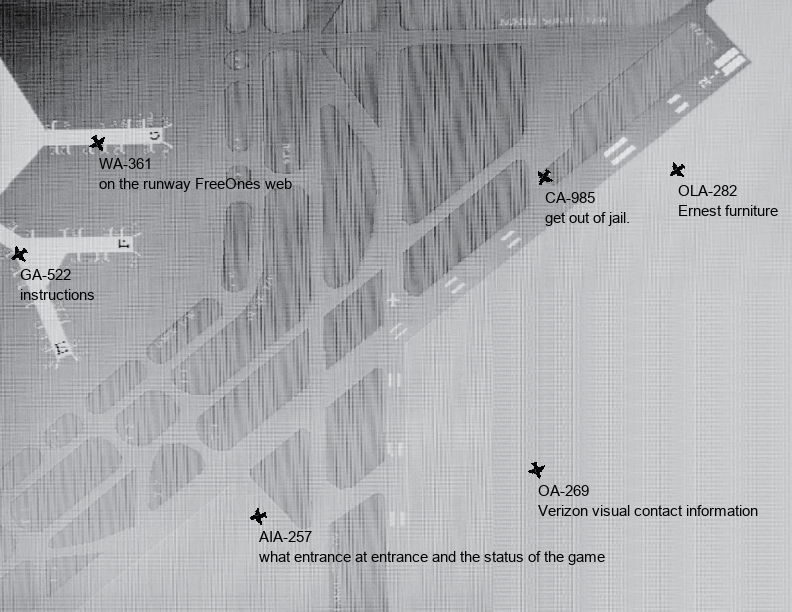 WA-361
on the runway FreeOnes web
CA-985
get out of jail.
OLA-282
Ernest furniture
GA-522
instructions
OA-269
Verizon visual contact information
AIA-257
what entrance at entrance and the status of the game